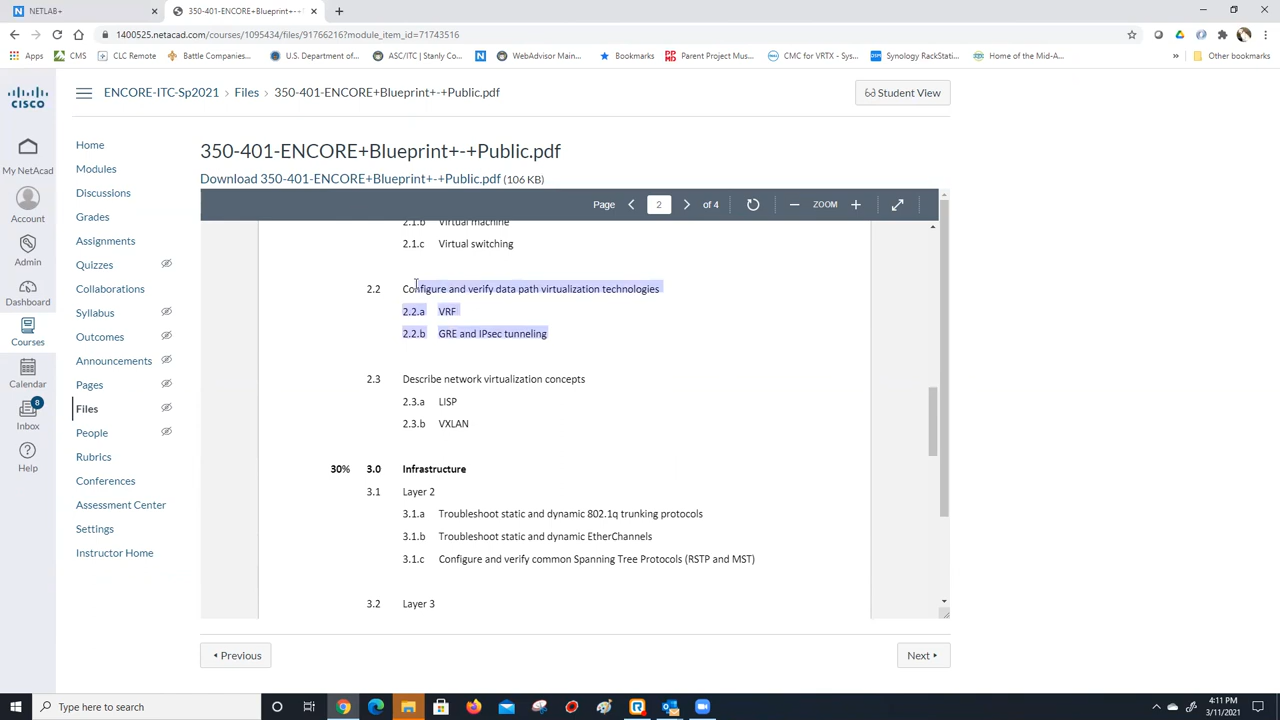 NETLAB+
350-401-ENCORE+Blueprint+-+
1400525.netacad.com/courses/1095434/files/91766216?module_item_id=71743516
Apps
CMS
CLC Remote
Battle Companies...
U.S. Department of...
ASC/ITC | Stanly Co...
WebAdvisor Main...
Bookmarks
Parent Project Mus...
CMC for VRTX - Sys...
Synology RackStati...
Home of the Mid-A...
»
Other bookmarks
CISCO
ENCORE-ITC-Sp2021 › Files › 350-401-ENCORE+Blueprint+-+Public.pdf
Student View
My NetAcad
Account
Admin
Dashboard
Courses
Calendar
8
Inbox
Help
Home
Modules
Discussions
Grades
Assignments
Quizzes
Collaborations
Syllabus
Outcomes
Announcements
Pages
Files
People
Rubrics
Conferences
Assessment Center
Settings
Instructor Home
350-401-ENCORE+Blueprint+-+Public.pdf
Download 350-401-ENCORE+Blueprint+-+Public.pdf (106 KB)
Page 2 of 4 ZOOM
2.1.b Virtual machine
2.1.c Virtual switching
2.2 Configure and verify data path virtualization technologies
2.2.a VRF
2.2.b GRE and IPsec tunneling
2.3 Describe network virtualization concepts
2.3.a LISP
2.3.b VXLAN
30% 3.0 Infrastructure
3.1 Layer 2
3.1.a Troubleshoot static and dynamic 802.1q trunking protocols
3.1.b Troubleshoot static and dynamic EtherChannels
3.1.c Configure and verify common Spanning Tree Protocols (RSTP and MST)
3.2 Layer 3
Previous
Next
Type here to search
4:11 PM
3/11/2021